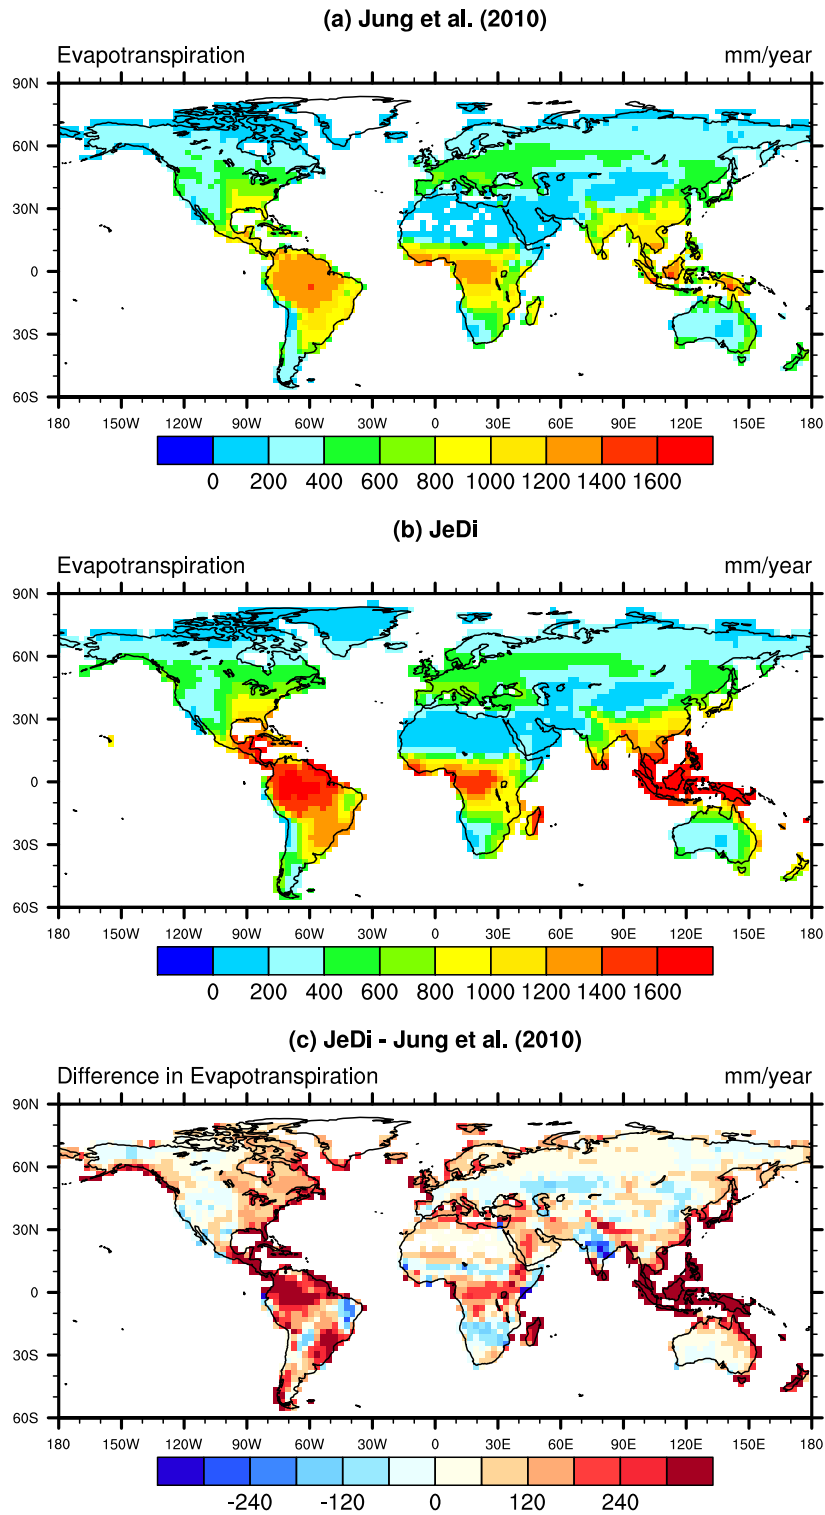 (a) Jung et al. (2010)
Evapotranspiration mm/year
90N
60N
30N
0
30S
60S
180 150W 120W 90W 60W 30W 0 30E 60E 90E 120E 150E 180
0 200 400 600 800 1000 1200 1400 1600
(b) JeDi
Evapotranspiration mm/year
90N
60N
30N
0
30S
60S
180 150W 120W 90W 60W 30W 0 30E 60E 90E 120E 150E 180
0 200 400 600 800 1000 1200 1400 1600
(c) JeDi - Jung et al. (2010)
Difference in Evapotranspiration mm/year
90N
60N
30N
0
30S
60S
180 150W 120W 90W 60W 30W 0 30E 60E 90E 120E 150E 180
-240 -120 0 120 240